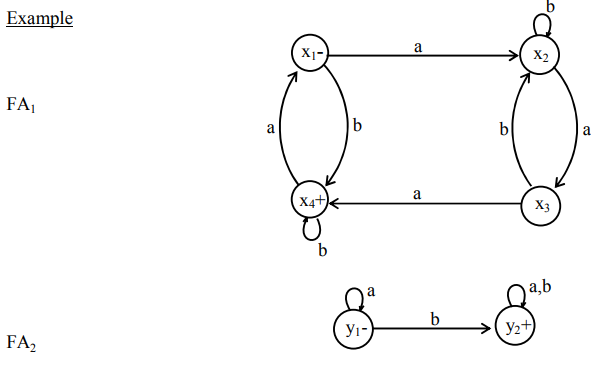 Example
b
x₁-
a
x₂
FA₁
a
b
b
a
x₄+
a
x₃
b
a
a,b
y₁-
b
y₂+
FA₂